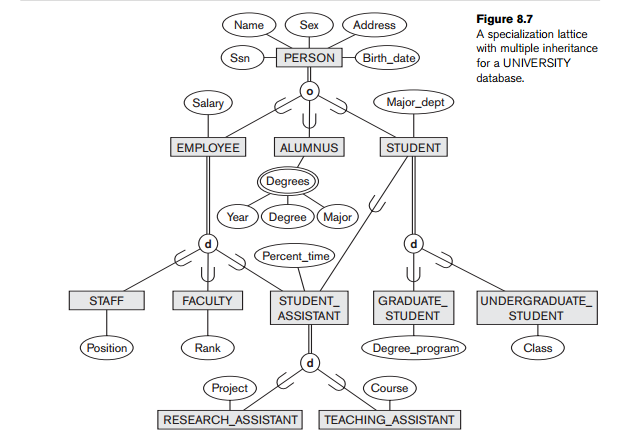 Figure 8.7
A specialization lattice
with multiple inheritance
for a UNIVERSITY
database.
Name
Sex
Address
Ssn
PERSON
Birth_date
o
Salary
Major_dept
EMPLOYEE
ALUMNUS
STUDENT
Degrees
Year
Degree
Major
d
d
Percent_time
STAFF
FACULTY
STUDENT_
ASSISTANT
GRADUATE_
STUDENT
UNDERGRADUATE_
STUDENT
Position
Rank
Degree_program
Class
d
Project
Course
RESEARCH_ASSISTANT
TEACHING_ASSISTANT